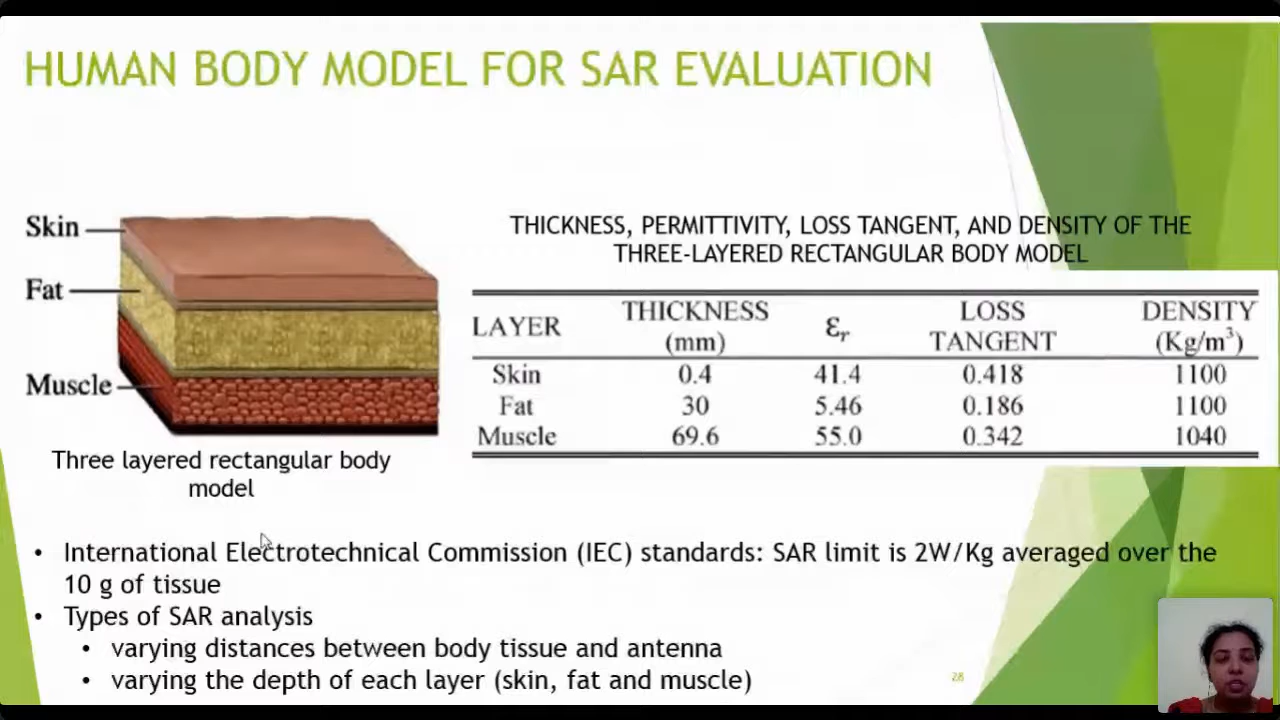 HUMAN BODY MODEL FOR SAR EVALUATION
Skin
Fat
Muscle
Three layered rectangular body
model
THICKNESS, PERMITTIVITY, LOSS TANGENT, AND DENSITY OF THE
THREE-LAYERED RECTANGULAR BODY MODEL
LAYER THICKNESS (mm) εr LOSS TANGENT DENSITY (Kg/m³)
Skin 0.4 41.4 0.418 1100
Fat 30 5.46 0.186 1100
Muscle 69.6 55.0 0.342 1040
• International Electrotechnical Commission (IEC) standards: SAR limit is 2W/Kg averaged over the
10 g of tissue
• Types of SAR analysis
• varying distances between body tissue and antenna
• varying the depth of each layer (skin, fat and muscle)
28